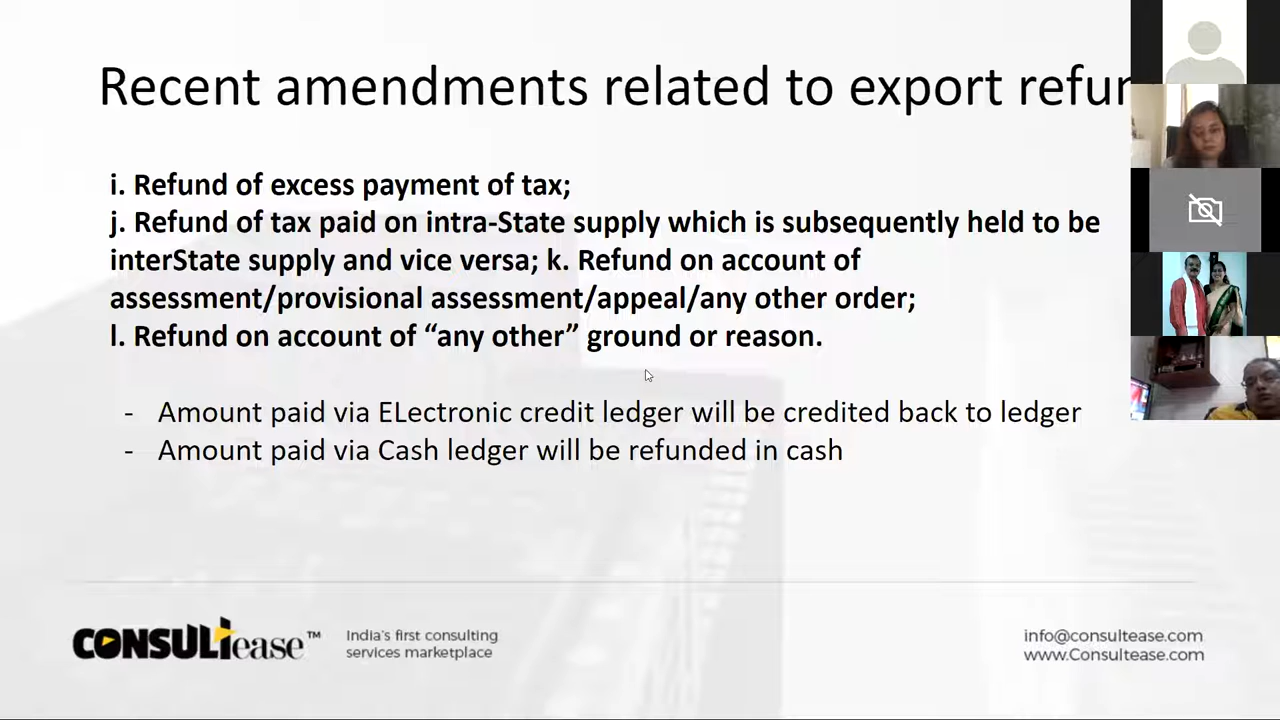 Recent amendments related to export refun
i. Refund of excess payment of tax;
j. Refund of tax paid on intra-State supply which is subsequently held to be
interState supply and vice versa; k. Refund on account of
assessment/provisional assessment/appeal/any other order;
l. Refund on account of “any other” ground or reason.
- Amount paid via ELectronic credit ledger will be credited back to ledger
- Amount paid via Cash ledger will be refunded in cash
CONSULTease™
India's first consulting
services marketplace
info@consultease.com
www.Consultease.com